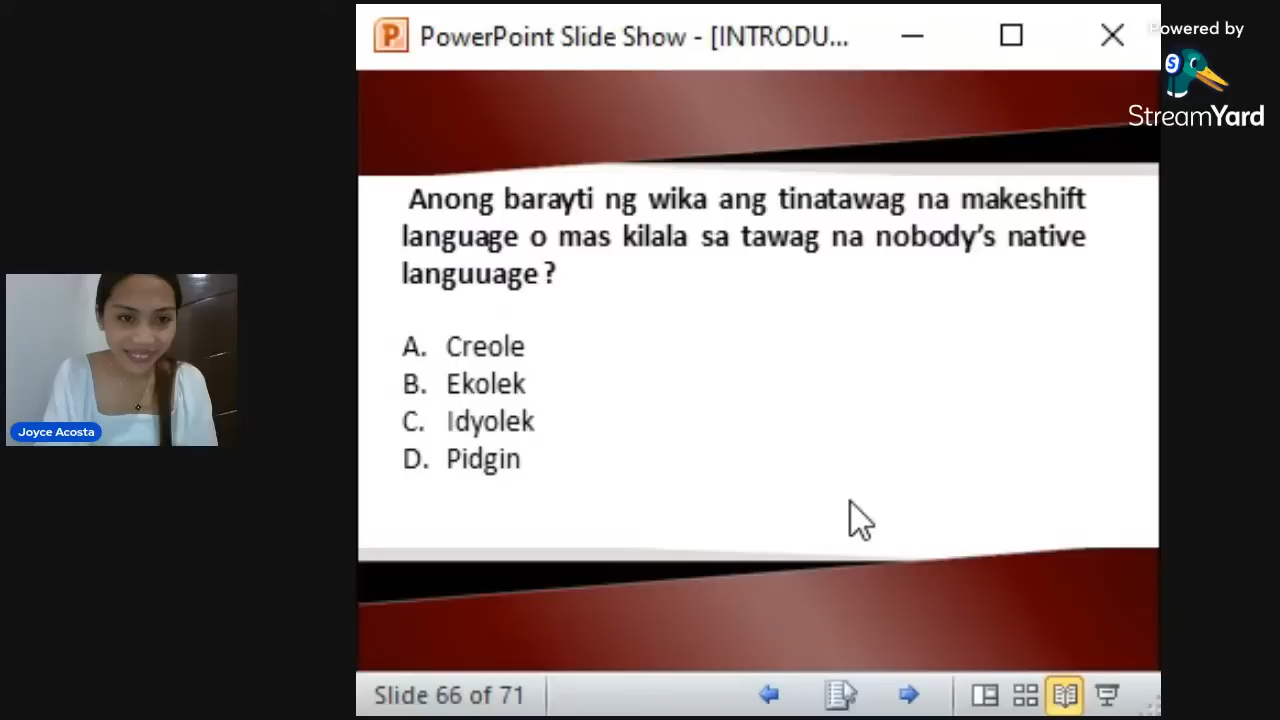 PowerPoint Slide Show - [INTRODU...
Powered by
StreamYard
Anong barayti ng wika ang tinatawag na makeshift
language o mas kilala sa tawag na nobody's native
languuage ?
A. Creole
B. Ekolek
C. Idyolek
D. Pidgin
Joyce Acosta
Slide 66 of 71